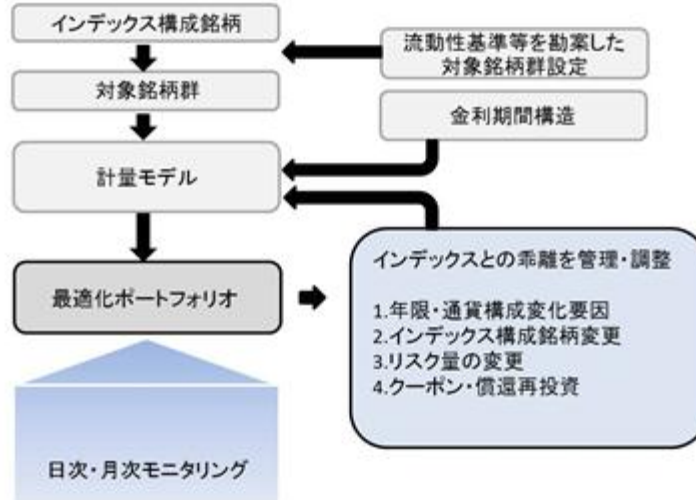 インデックス構成銘柄
流動性基準等を勘案した
対象銘柄群設定
対象銘柄群
金利期間構造
計量モデル
最適化ポートフォリオ
インデックスとの乖離を管理・調整
1.年限・通貨構成変化要因
2.インデックス構成銘柄変更
3.リスク量の変更
4.クーポン・償還再投資
日次・月次モニタリング